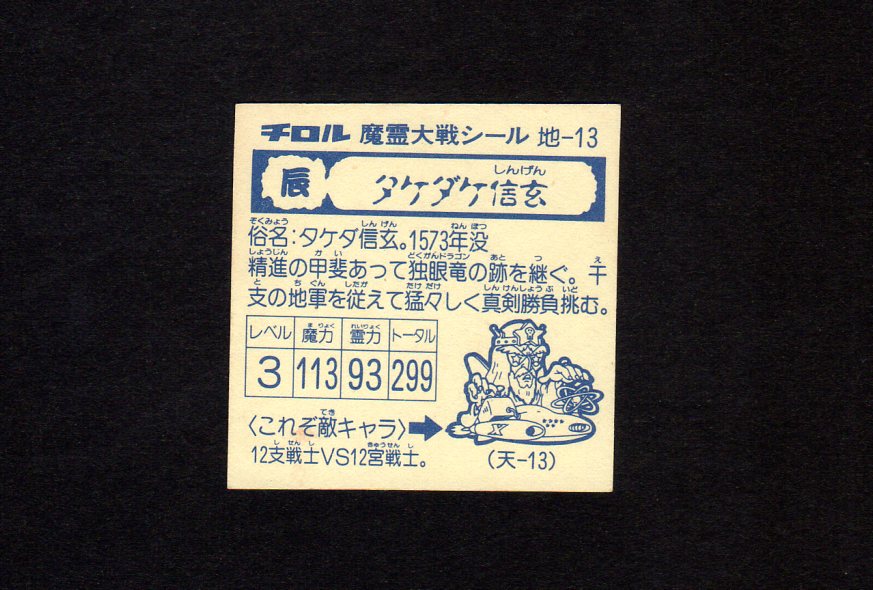 チロル 魔霊大戦シール 地-13
しんげん
辰 タケダケ信玄
ぞくみょう しんげん ねんぼつ
俗名:タケダ信玄。1573年没
しょうじん かい どくがんドラゴン あと つ え
精進の甲斐あって独眼竜の跡を継ぐ。干
と ちぐん したが たけだけ しんけんしょうぶいど
支の地軍を従えて猛々しく真剣勝負挑む。
まりょく れいりょく
レベル 魔力 霊力 トータル
3 113 93 299
てき
〈これぞ敵キャラ〉
しせんし きゅうせんし
12支戦士VS12宮戦士。
(天-13)